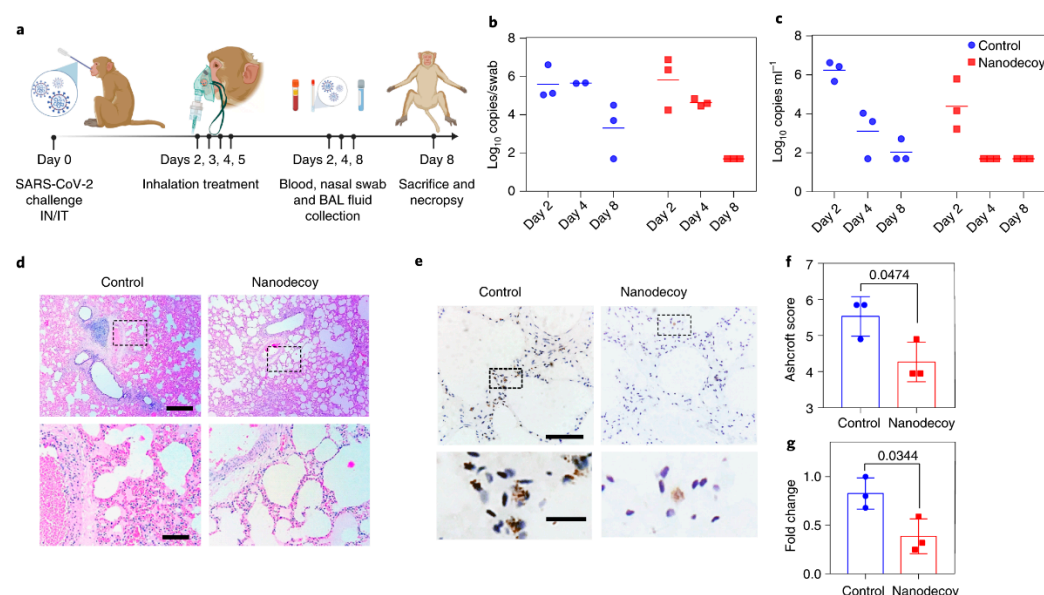 a
Day 0
SARS-CoV-2
challenge
IN/IT
Days 2, 3, 4, 5
Inhalation treatment
Days 2, 4, 8
Blood, nasal swab
and BAL fluid
collection
Day 8
Sacrifice and
necropsy
b
Log10 copies/swab
8
6
4
2
0
Day 2
Day 4
Day 8
Day 2
Day 4
Day 8
c
Log10 copies ml−1
8
6
4
2
0
Control
Nanodecoy
Day 2
Day 4
Day 8
Day 2
Day 4
Day 8
d
Control
Nanodecoy
e
Control
Nanodecoy
f
Ashcroft score
7
6
5
4
3
0.0474
Control
Nanodecoy
g
Fold change
1.0
0.5
0.0
0.0344
Control
Nanodecoy